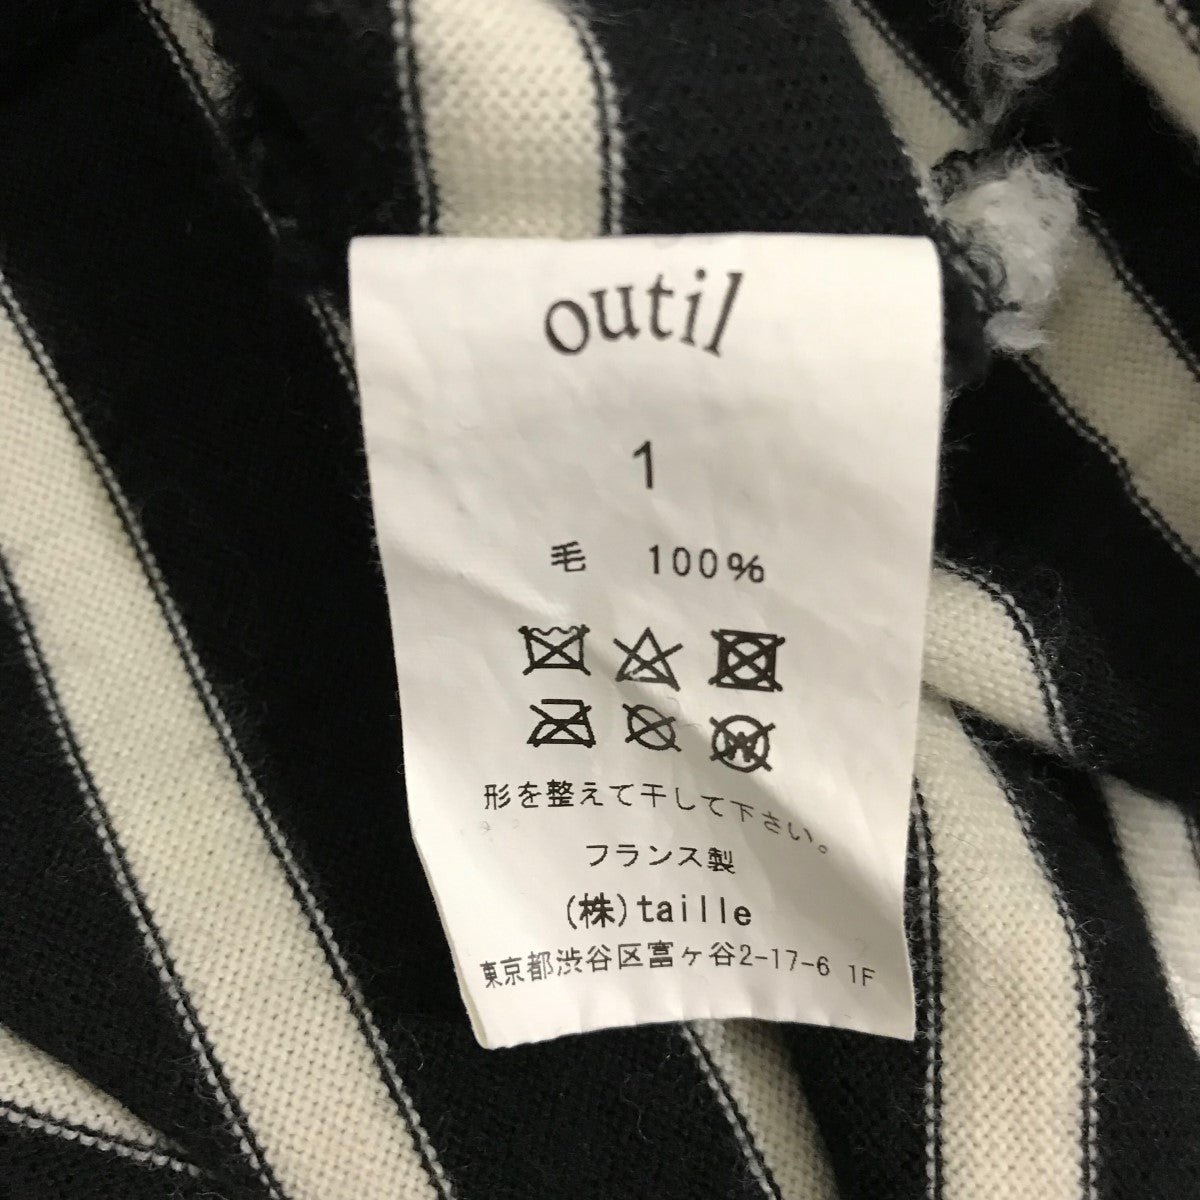 outil
1
毛 100%
W
形を整えて干して下さい。
フランス製
(株)taille
東京都渋谷区富ヶ谷2-17-6 1F